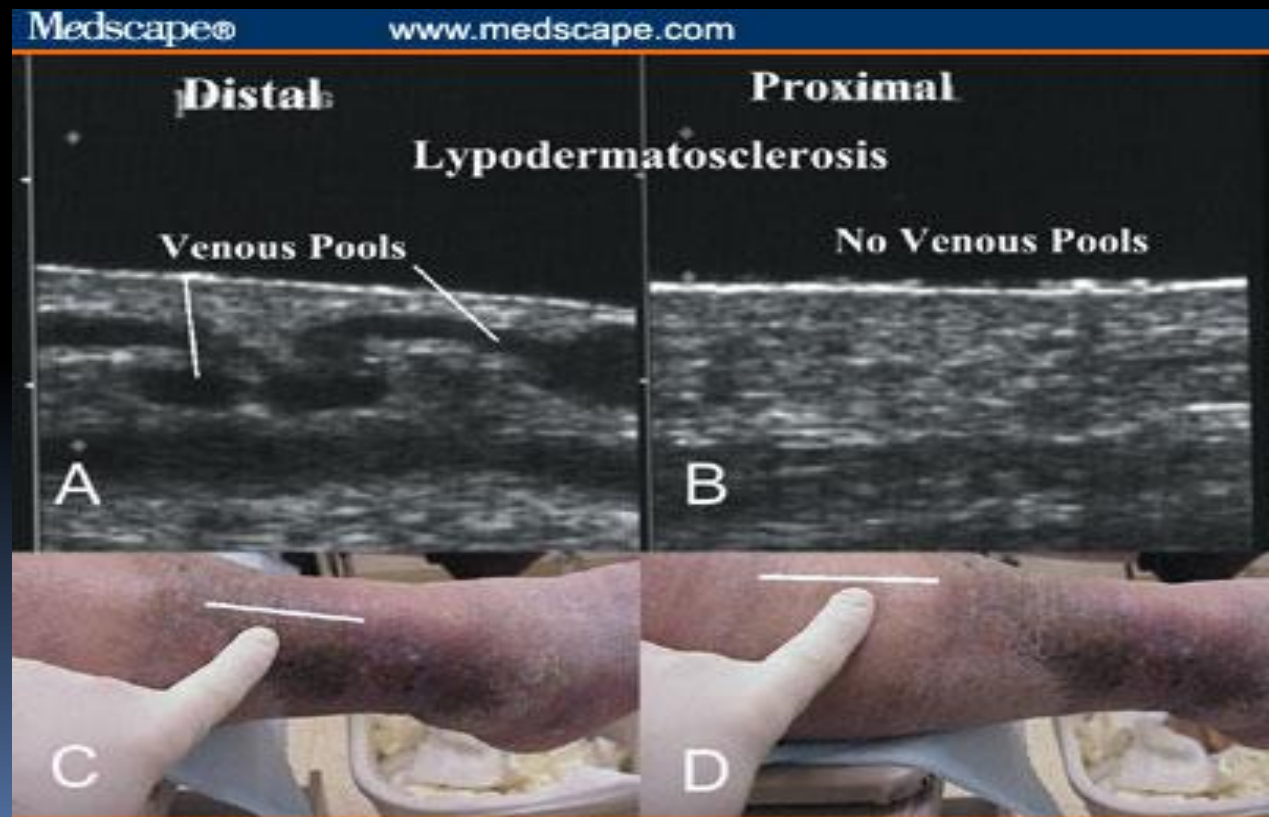 Medscape® www.medscape.com
Distal
Proximal
Lypodermatosclerosis
Venous Pools
No Venous Pools
A
B
C
D